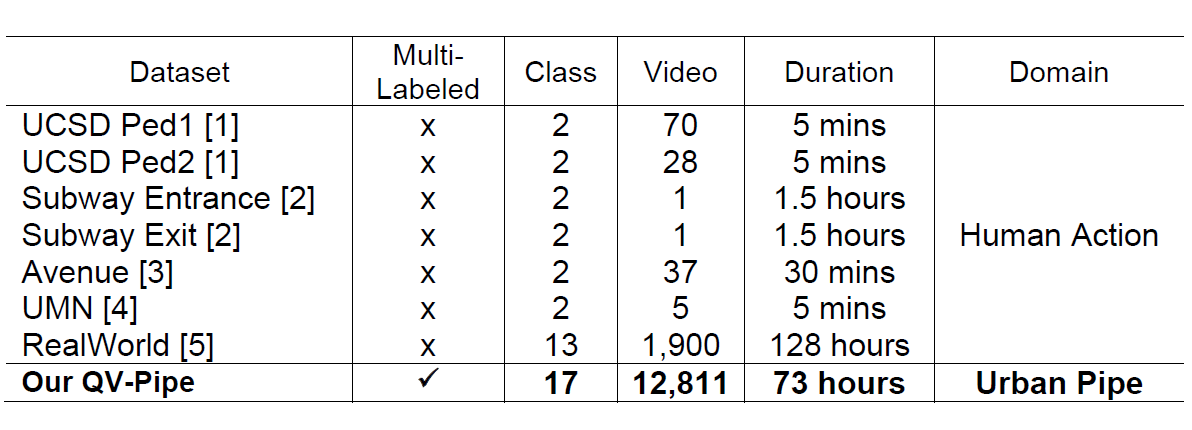 Dataset Multi-Labeled Class Video Duration Domain
UCSD Ped1 [1] x 2 70 5 mins
UCSD Ped2 [1] x 2 28 5 mins
Subway Entrance [2] x 2 1 1.5 hours
Subway Exit [2] x 2 1 1.5 hours Human Action
Avenue [3] x 2 37 30 mins
UMN [4] x 2 5 5 mins
RealWorld [5] x 13 1,900 128 hours
Our QV-Pipe ✓ 17 12,811 73 hours Urban Pipe